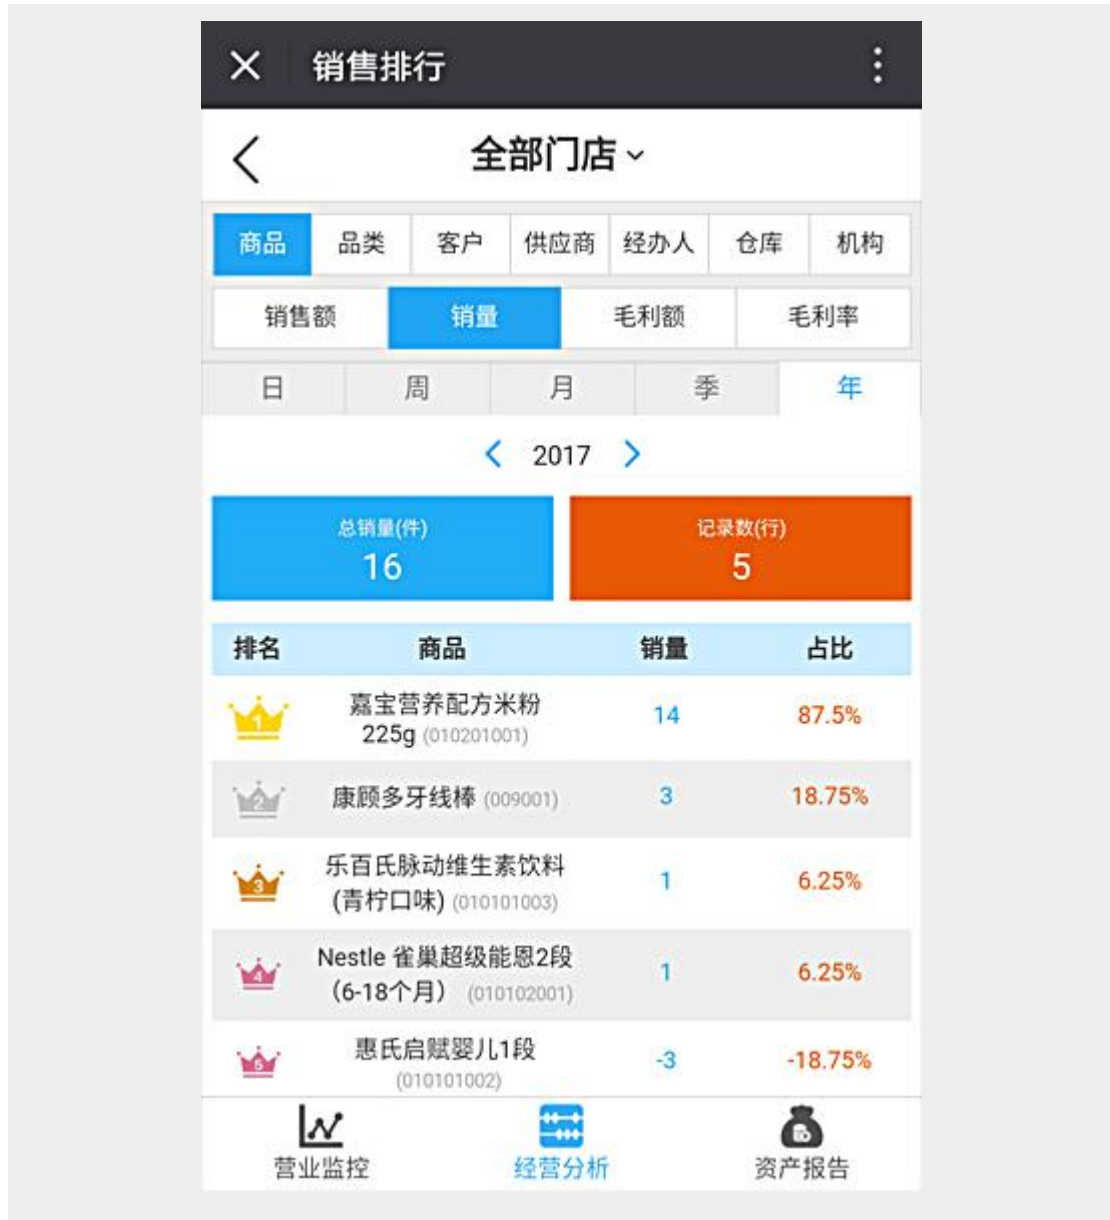 销售排行
全部门店
商品 品类 客户 供应商 经办人 仓库 机构
销售额 销量 毛利额 毛利率
日 周 月 季 年
2017
总销量(件) 记录数(行)
16 5
排名 商品 销量 占比
1 嘉宝营养配方米粉 14 87.5%
225g (010201001)
2 康顾多牙线棒 (009001) 3 18.75%
3 乐百氏脉动维生素饮料 1 6.25%
(青柠口味) (010101003)
4 Nestle 雀巢超级能恩2段 1 6.25%
（6-18个月） (010102001)
5 惠氏启赋婴儿1段 -3 -18.75%
(010101002)
营业监控 经营分析 资产报告